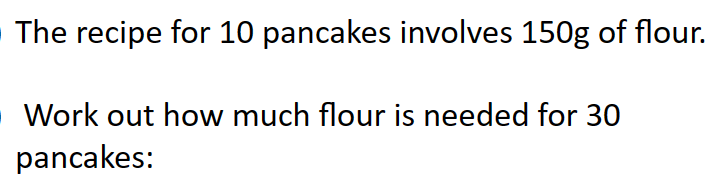 The recipe for 10 pancakes involves 150g of flour.
Work out how much flour is needed for 30
pancakes: